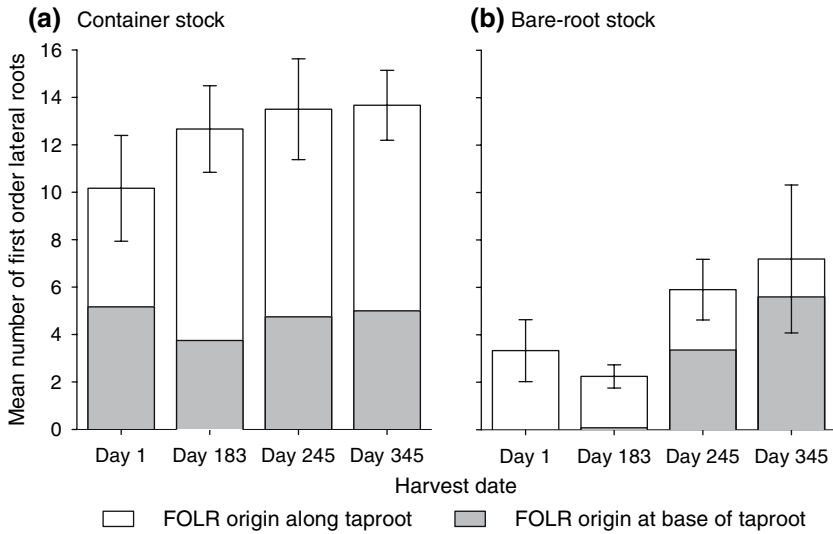 (a) Container stock
(b) Bare-root stock
Mean number of first order lateral roots
16
14
12
10
8
6
4
2
0
Day 1 Day 183 Day 245 Day 345
Day 1 Day 183 Day 245 Day 345
Harvest date
FOLR origin along taproot
FOLR origin at base of taproot